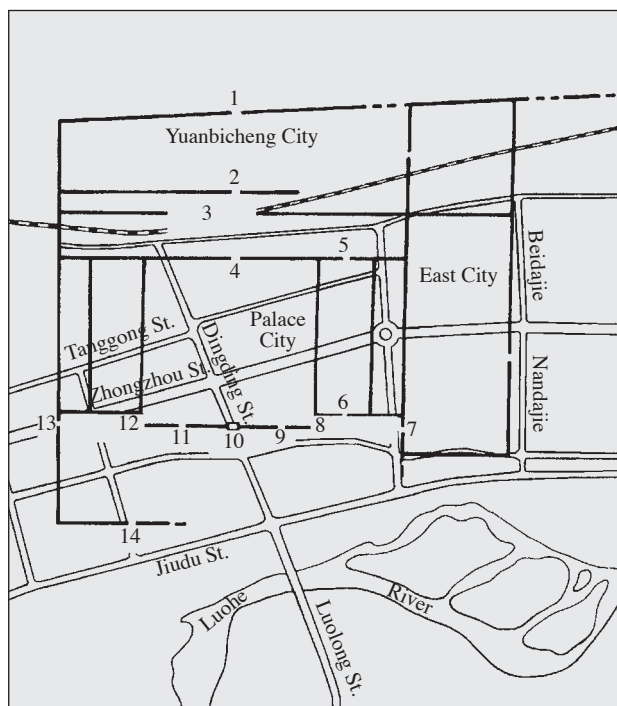 1
Yuanbicheng City
2
3
5
4
East City
Beidajie
Palace
City
Tanggong St.
Dingding St.
Zhongzhou St.
Nandajie
6
13
12
11
10
9
8
7
14
Jiudu St.
Luohe
River
Luolong St.